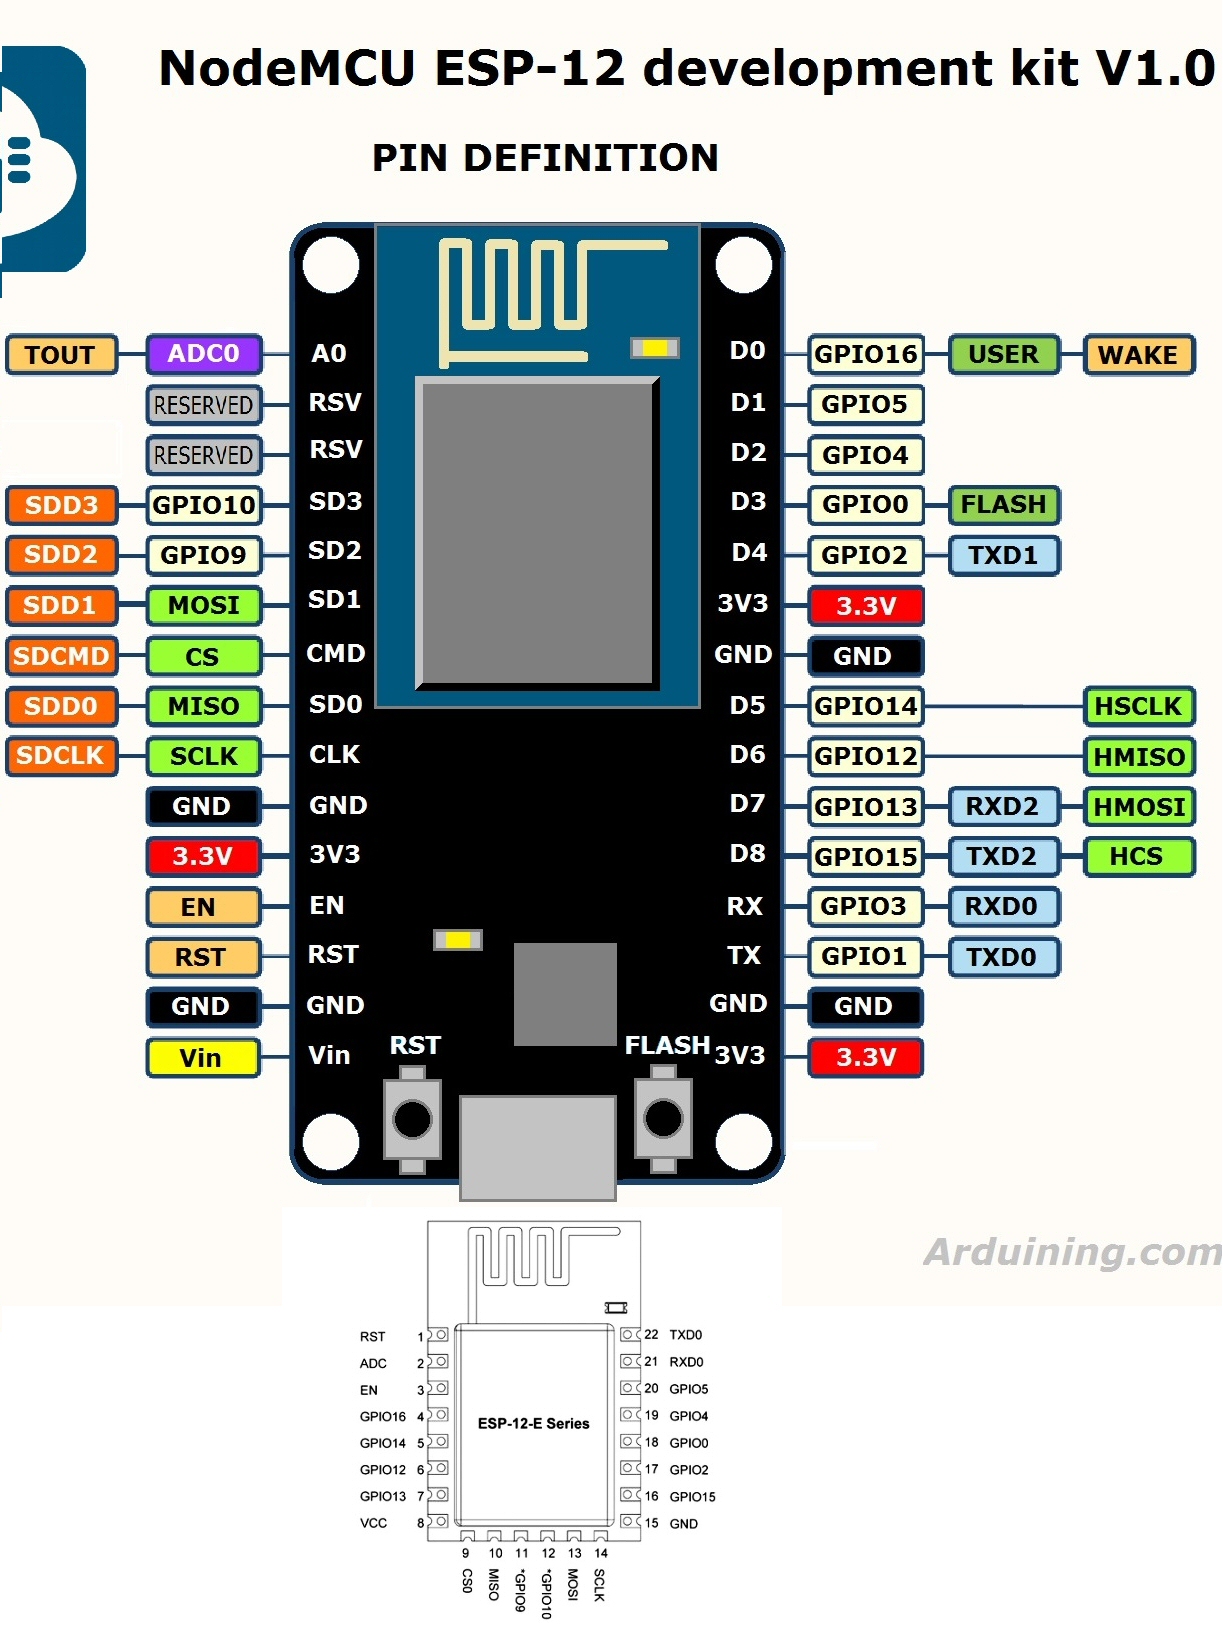 NodeMCU ESP-12 development kit V1.0
PIN DEFINITION
TOUT ADC0 A0 D0 GPIO16 USER WAKE
RESERVED RSV D1 GPIO5
RESERVED RSV D2 GPIO4
SDD3 GPIO10 SD3 D3 GPIO0 FLASH
SDD2 GPIO9 SD2 D4 GPIO2 TXD1
SDD1 MOSI SD1 3V3 3.3V
SDCMD CS CMD GND GND
SDD0 MISO SD0 D5 GPIO14 HSCLK
SDCLK SCLK CLK D6 GPIO12 HMISO
GND GND D7 GPIO13 RXD2 HMOSI
3.3V 3V3 D8 GPIO15 TXD2 HCS
EN EN RX GPIO3 RXD0
RST RST TX GPIO1 TXD0
GND GND GND GND
Vin Vin RST FLASH 3V3 3.3V
Arduining.com
RST 1 22 TXD0
ADC 2 21 RXD0
EN 3 20 GPIO5
GPIO16 4 19 GPIO4
ESP-12-E Series
GPIO14 5 18 GPIO0
GPIO12 6 17 GPIO2
GPIO13 7 16 GPIO15
VCC 8 15 GND
9 10 11 12 13 14
CS0 MISO *GPIO9 *GPIO10 MOSI SCLK